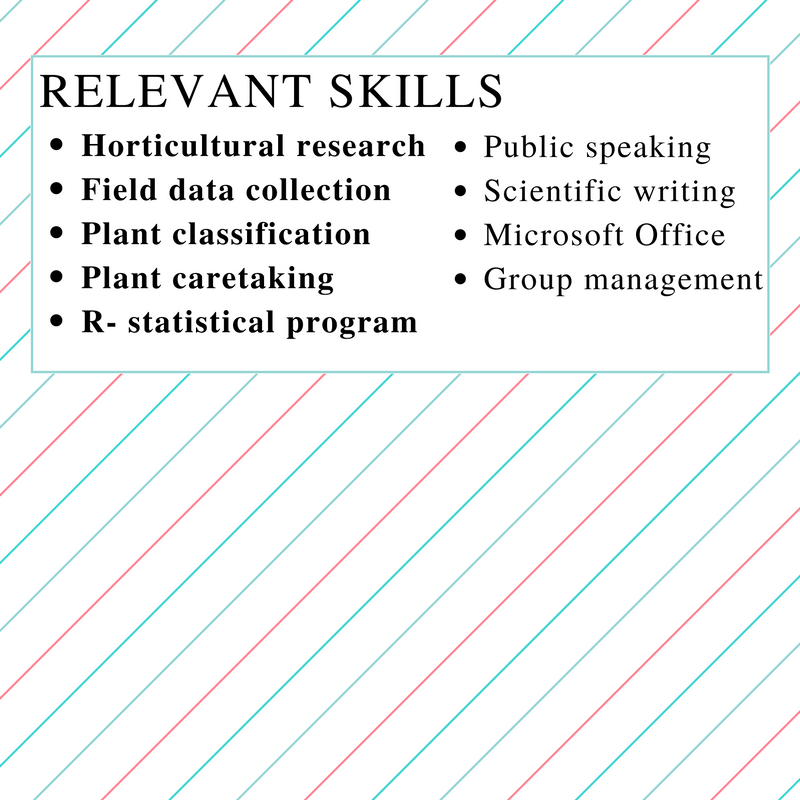 RELEVANT SKILLS
• Horticultural research
• Field data collection
• Plant classification
• Plant caretaking
• R- statistical program
• Public speaking
• Scientific writing
• Microsoft Office
• Group management